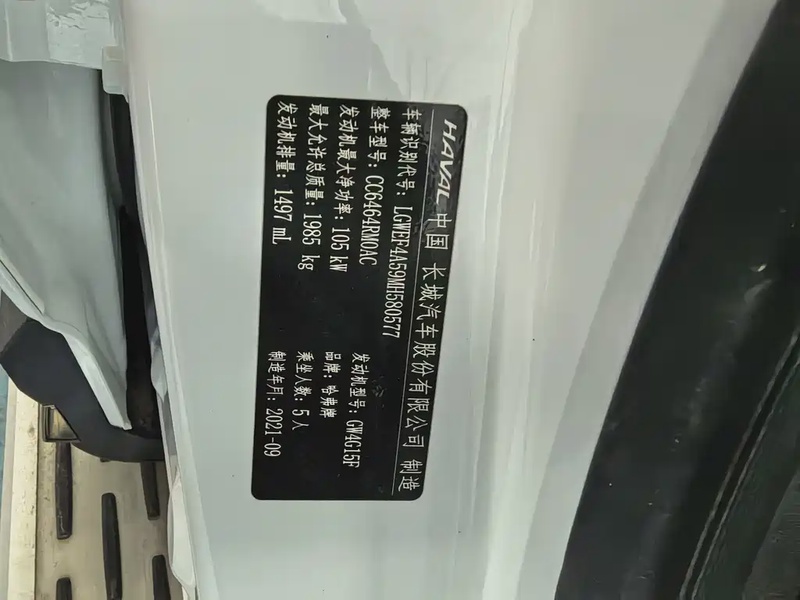 HAVAL 中国 长城汽车股份有限公司 制造
车辆识别代号: LGWEF4A59MH580577
整车型号: CC6464RM0AC 发动机型号: GW4G15F
发动机最大净功率: 105 kW 品牌: 哈弗牌
最大允许总质量: 1985 kg 乘坐人数: 5 人
发动机排量: 1497 mL 制造年月: 2021-09